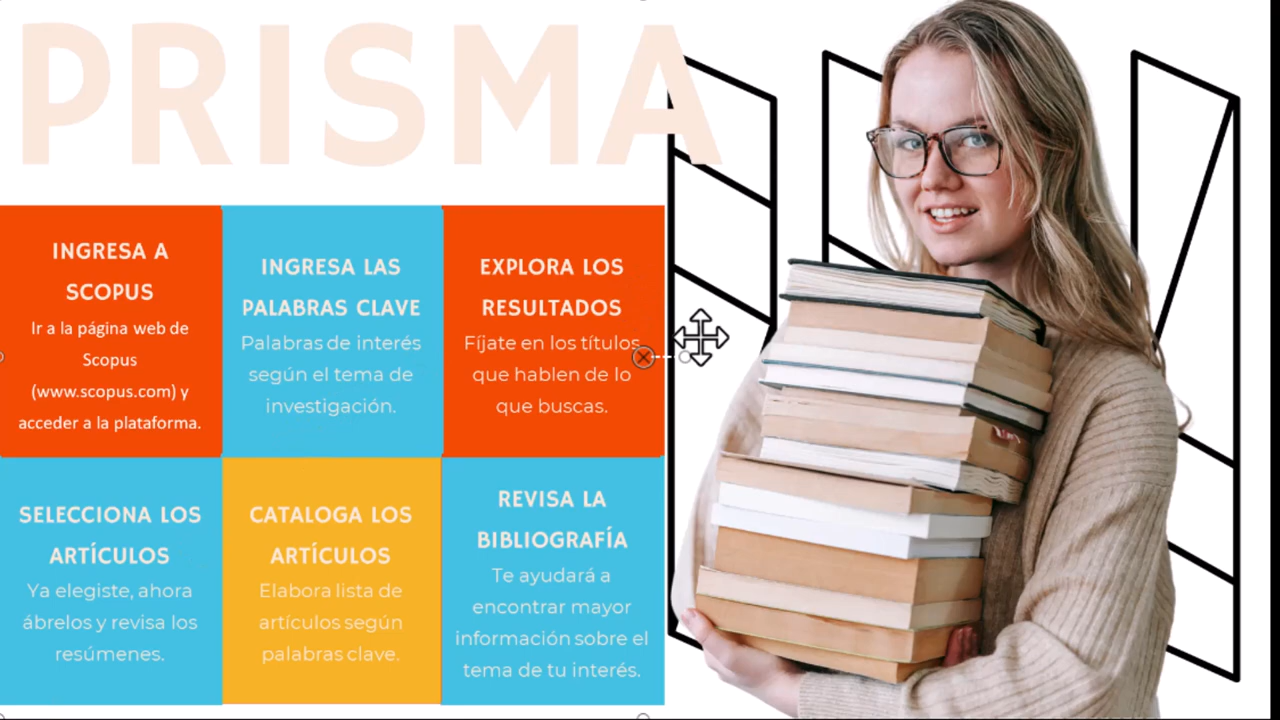 PRISMA
INGRESA A
SCOPUS
Ir a la página web de
Scopus
(www.scopus.com) y
acceder a la plataforma.
INGRESA LAS
PALABRAS CLAVE
Palabras de interés
según el tema de
investigación.
EXPLORA LOS
RESULTADOS
Fíjate en los títulos
que hablen de lo
que buscas.
SELECCIONA LOS
ARTÍCULOS
Ya elegiste, ahora
ábrelos y revisa los
resúmenes.
CATALOGA LOS
ARTÍCULOS
Elabora lista de
artículos según
palabras clave.
REVISA LA
BIBLIOGRAFÍA
Te ayudará a
encontrar mayor
información sobre el
tema de tu interés.